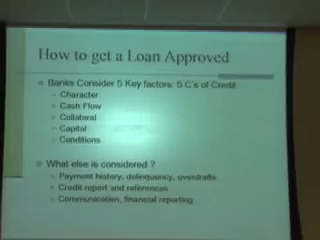 How to get a Loan Approved
Banks Consider 5 Key factors: 5 C's of Credit
Character
Cash Flow
Collateral
Capital
Conditions
What else is considered ?
Payment history, delinquency, overdrafts
Credit report and references
Communication, financial reporting